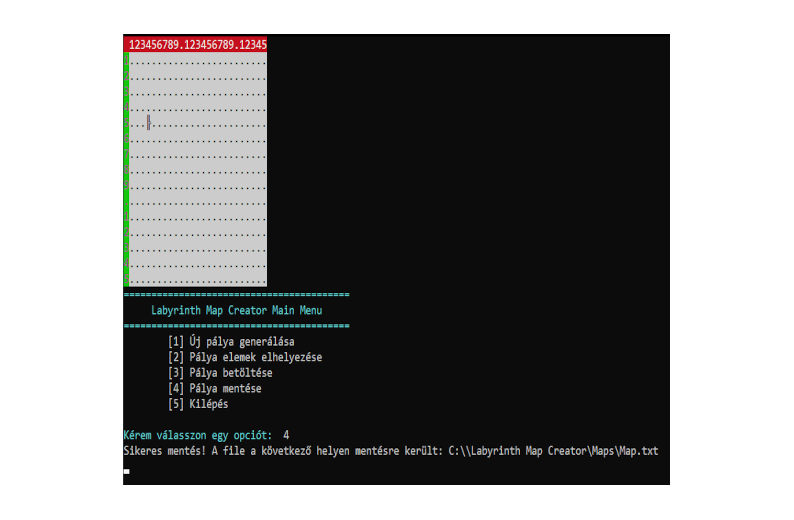 123456789.123456789.12345
.........................
.........................
.........................
.........................
...╠.....................
.........................
.........................
.........................
.........................
.........................
.........................
.........................
.........................
.........................
.........................
=========================================
Labyrinth Map Creator Main Menu
=========================================
[1] Új pálya generálása
[2] Pálya elemek elhelyezése
[3] Pálya betöltése
[4] Pálya mentése
[5] Kilépés
Kérem válasszon egy opciót: 4
Sikeres mentés! A file a következő helyen mentésre került: C:\\Labyrinth Map Creator\Maps\Map.txt